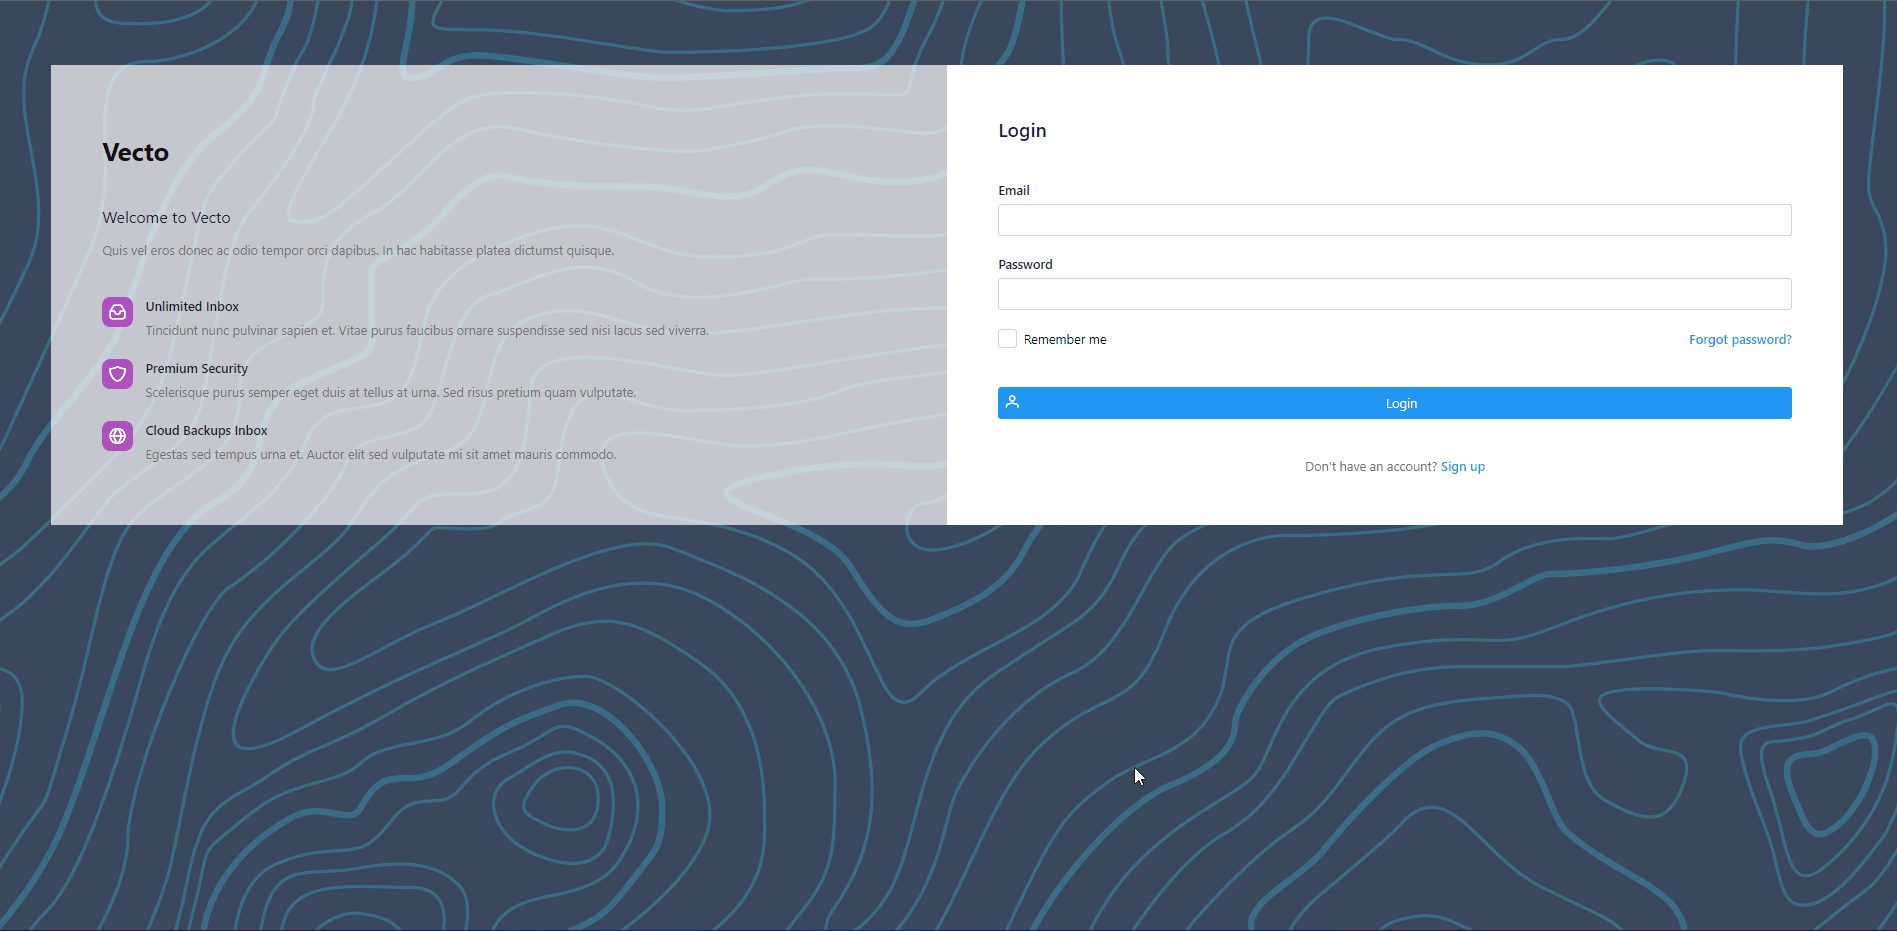 Vecto
Welcome to Vecto
Quis vel eros donec ac odio tempor orci dapibus. In hac habitasse platea dictumst quisque.
Unlimited Inbox
Tincidunt nunc pulvinar sapien et. Vitae purus faucibus ornare suspendisse sed nisi lacus sed viverra.
Premium Security
Scelerisque purus semper eget duis at tellus at urna. Sed risus pretium quam vulputate.
Cloud Backups Inbox
Egestas sed tempus urna et. Auctor elit sed vulputate mi sit amet mauris commodo.
Login
Email
Password
Remember me
Forgot password?
Login
Don't have an account? Sign up